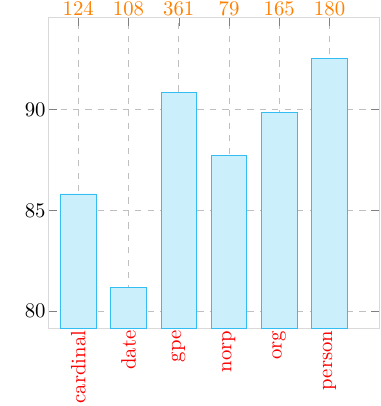 124 108 361 79 165 180
90
85
80
cardinal
date
gpe
norp
org
person